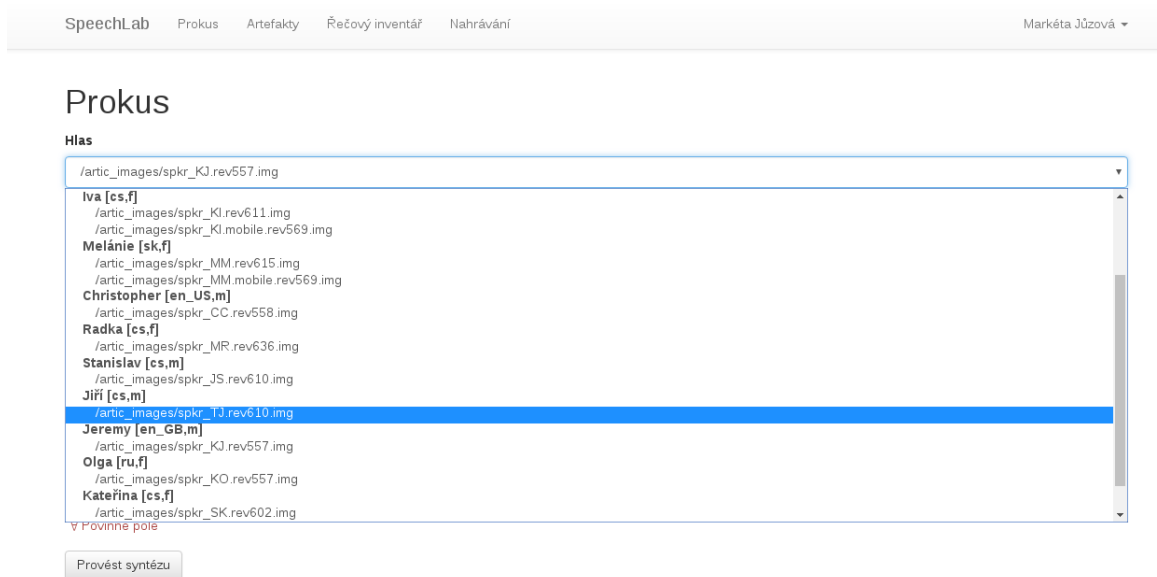 SpeechLab Prokus Artefakty Řečový inventář Nahrávání Markéta Jůzová
Prokus
Hlas
/artic_images/spkr_KJ.rev557.img
Iva [cs,f]
/artic_images/spkr_KI.rev611.img
/artic_images/spkr_KI.mobile.rev569.img
Melánie [sk,f]
/artic_images/spkr_MM.rev615.img
/artic_images/spkr_MM.mobile.rev569.img
Christopher [en_US,m]
/artic_images/spkr_CC.rev558.img
Radka [cs,f]
/artic_images/spkr_MR.rev636.img
Stanislav [cs,m]
/artic_images/spkr_JS.rev610.img
Jiří [cs,m]
/artic_images/spkr_TJ.rev610.img
Jeremy [en_GB,m]
/artic_images/spkr_KJ.rev557.img
Olga [ru,f]
/artic_images/spkr_KO.rev557.img
Kateřina [cs,f]
/artic_images/spkr_SK.rev602.img
∀ Povinné pole
Provést syntézu